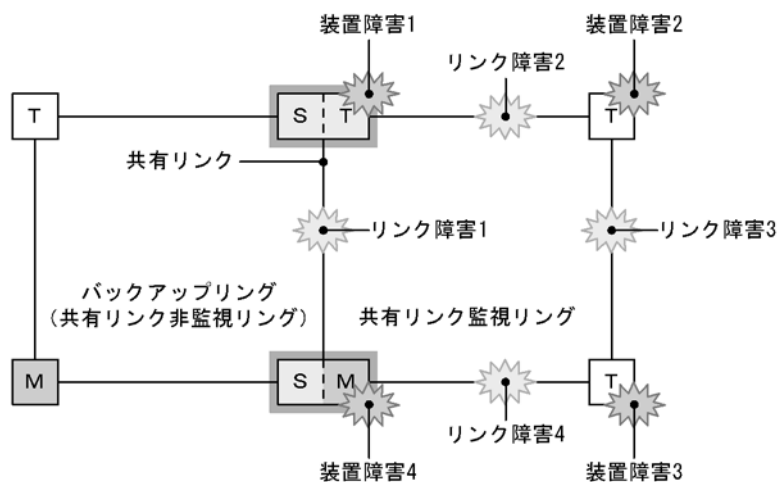 装置障害1
装置障害2
リンク障害2
T
S
T
T
共有リンク
リンク障害1
リンク障害3
バックアップリング
（共有リンク非監視リング）
共有リンク監視リング
M
S
M
T
リンク障害4
装置障害4
装置障害3